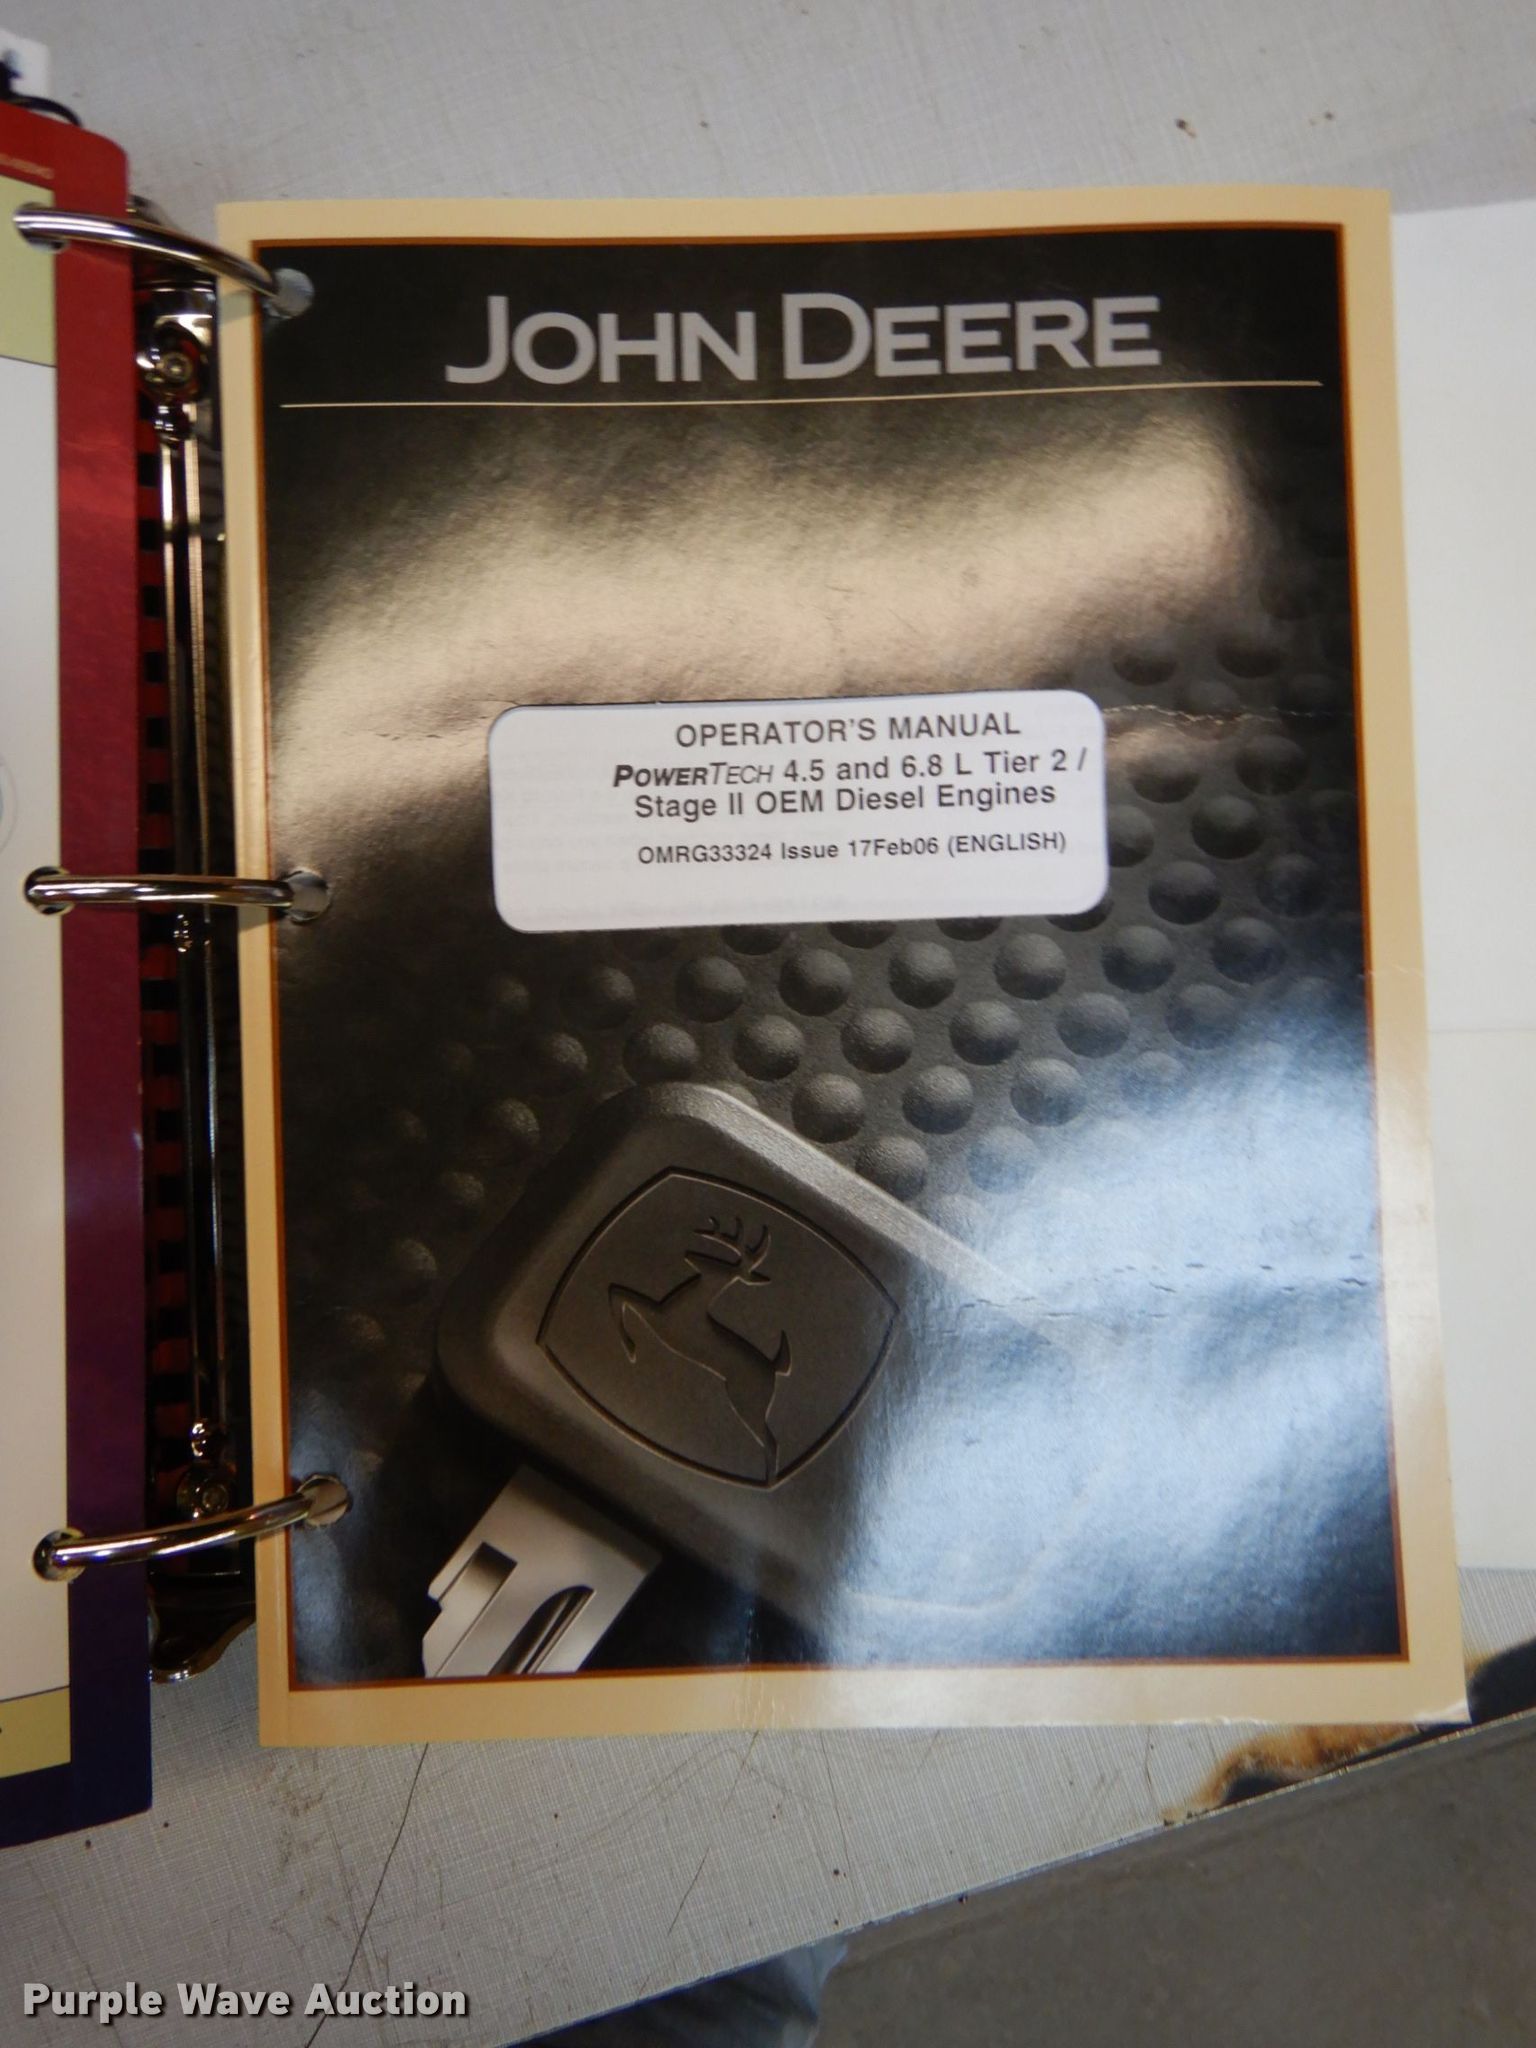 JOHN DEERE
OPERATOR'S MANUAL
POWERTECH 4.5 and 6.8 L Tier 2 /
Stage II OEM Diesel Engines
OMRG33324 Issue 17Feb06 (ENGLISH)
Purple Wave Auction